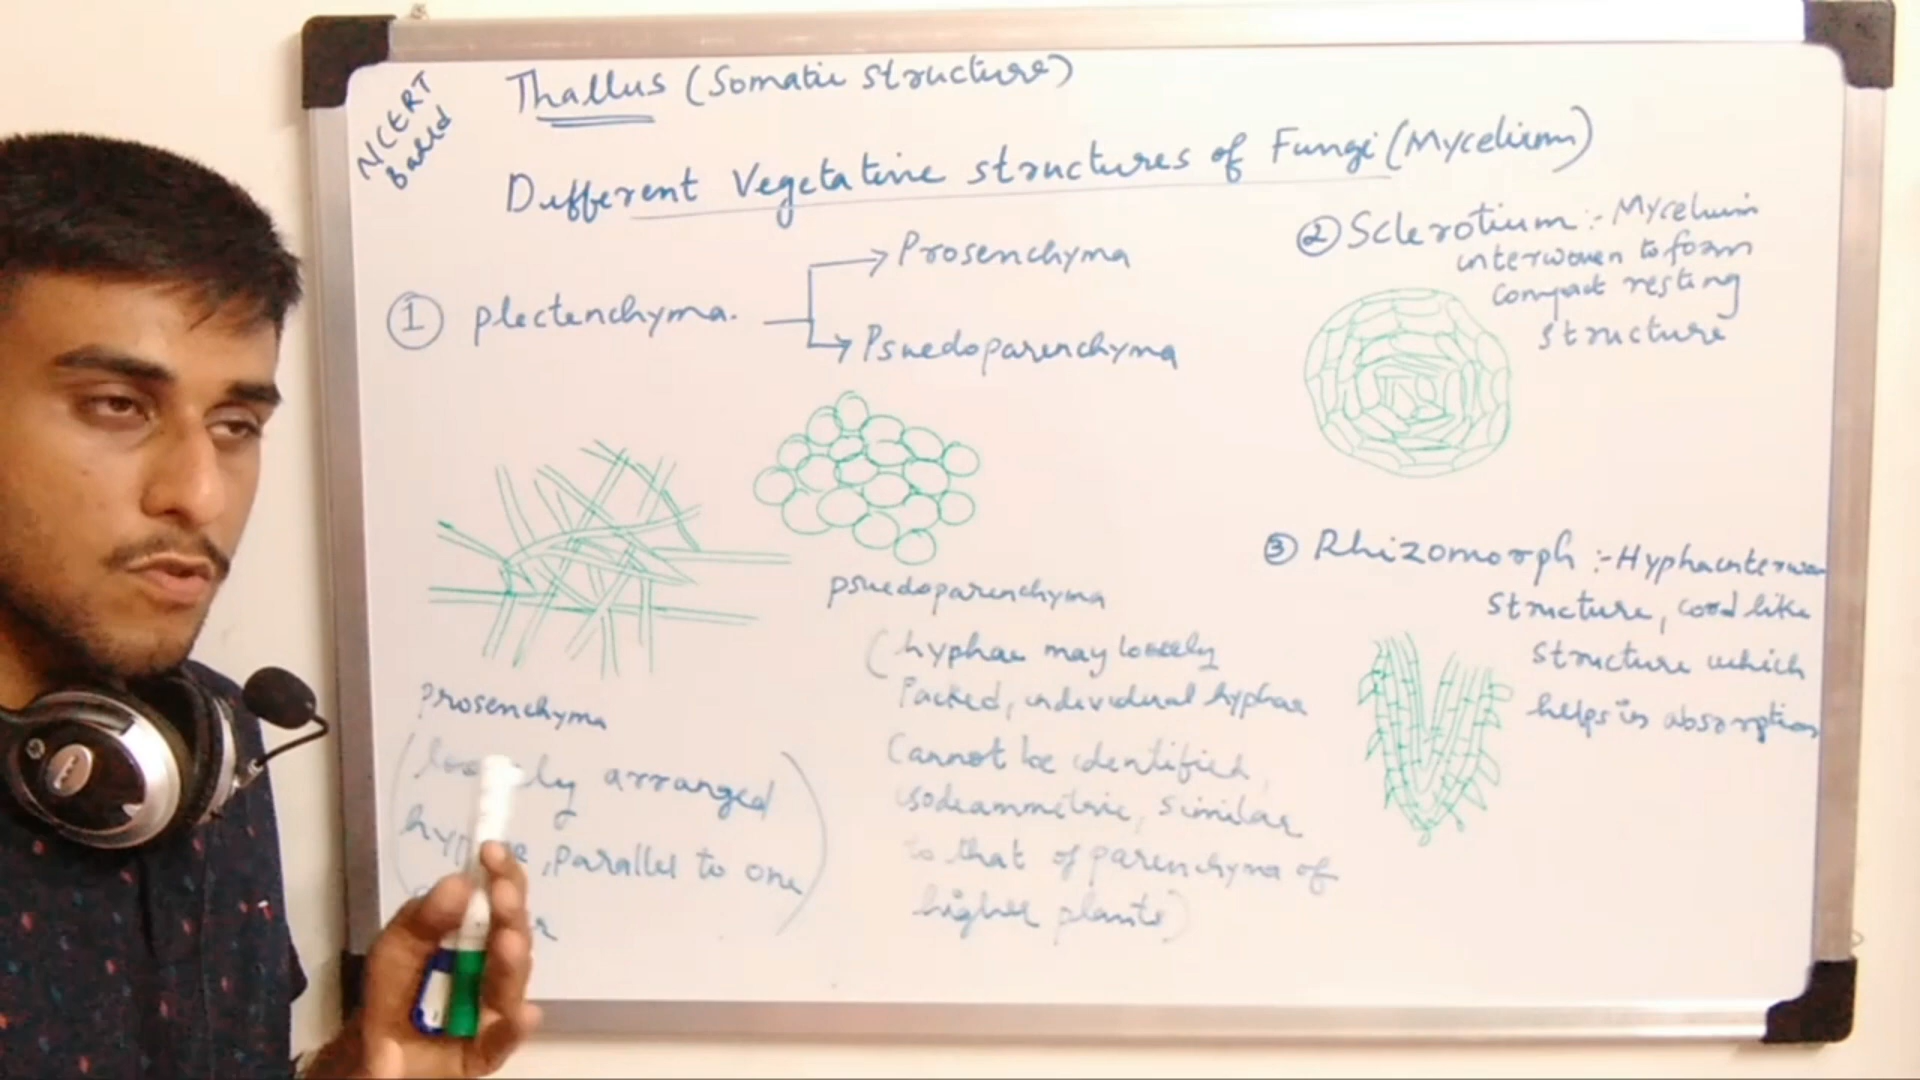 NCERT
based
Thallus (Somatic structure)
Different Vegetative structures of Fungi (Mycelium)
① plectenchyma.
Prosenchyma
Psuedoparenchyma
② Sclerotium :- Mycelium
interwoven to form
compact resting
structure
prosenchyma
(loosely arranged
hyphae, parallel to one
psuedoparenchyma
(hyphae may loosely
Packed, individual hyphae
cannot be identified,
isodeammetric, similar
to that of parenchyma of
higher plants)
③ Rhizomorph :- Hypha
structure, cord like
structure which
helps in absorption